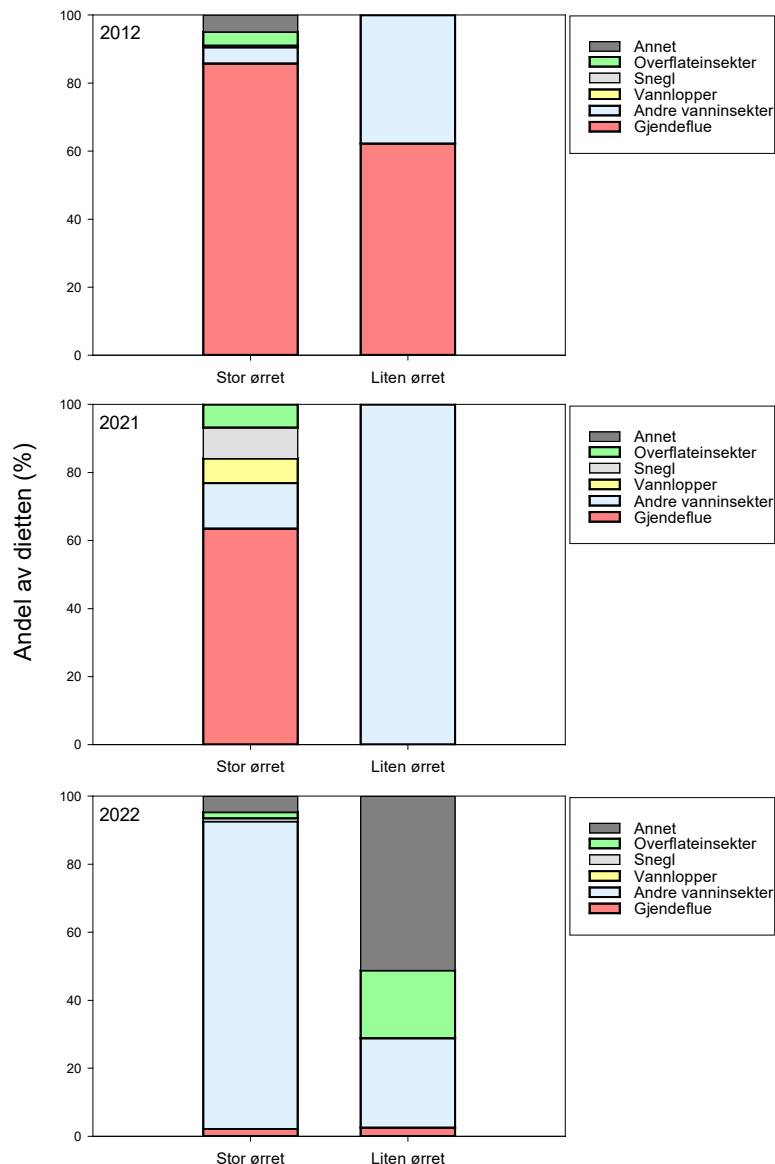 2012
100
80
60
40
20
0
Stor ørret
Liten ørret
Annet
Overflateinsekter
Snegl
Vannlopper
Andre vanninsekter
Gjendeflue
Andel av dietten (%)
2021
100
80
60
40
20
0
Stor ørret
Liten ørret
Annet
Overflateinsekter
Snegl
Vannlopper
Andre vanninsekter
Gjendeflue
2022
100
80
60
40
20
0
Stor ørret
Liten ørret
Annet
Overflateinsekter
Snegl
Vannlopper
Andre vanninsekter
Gjendeflue